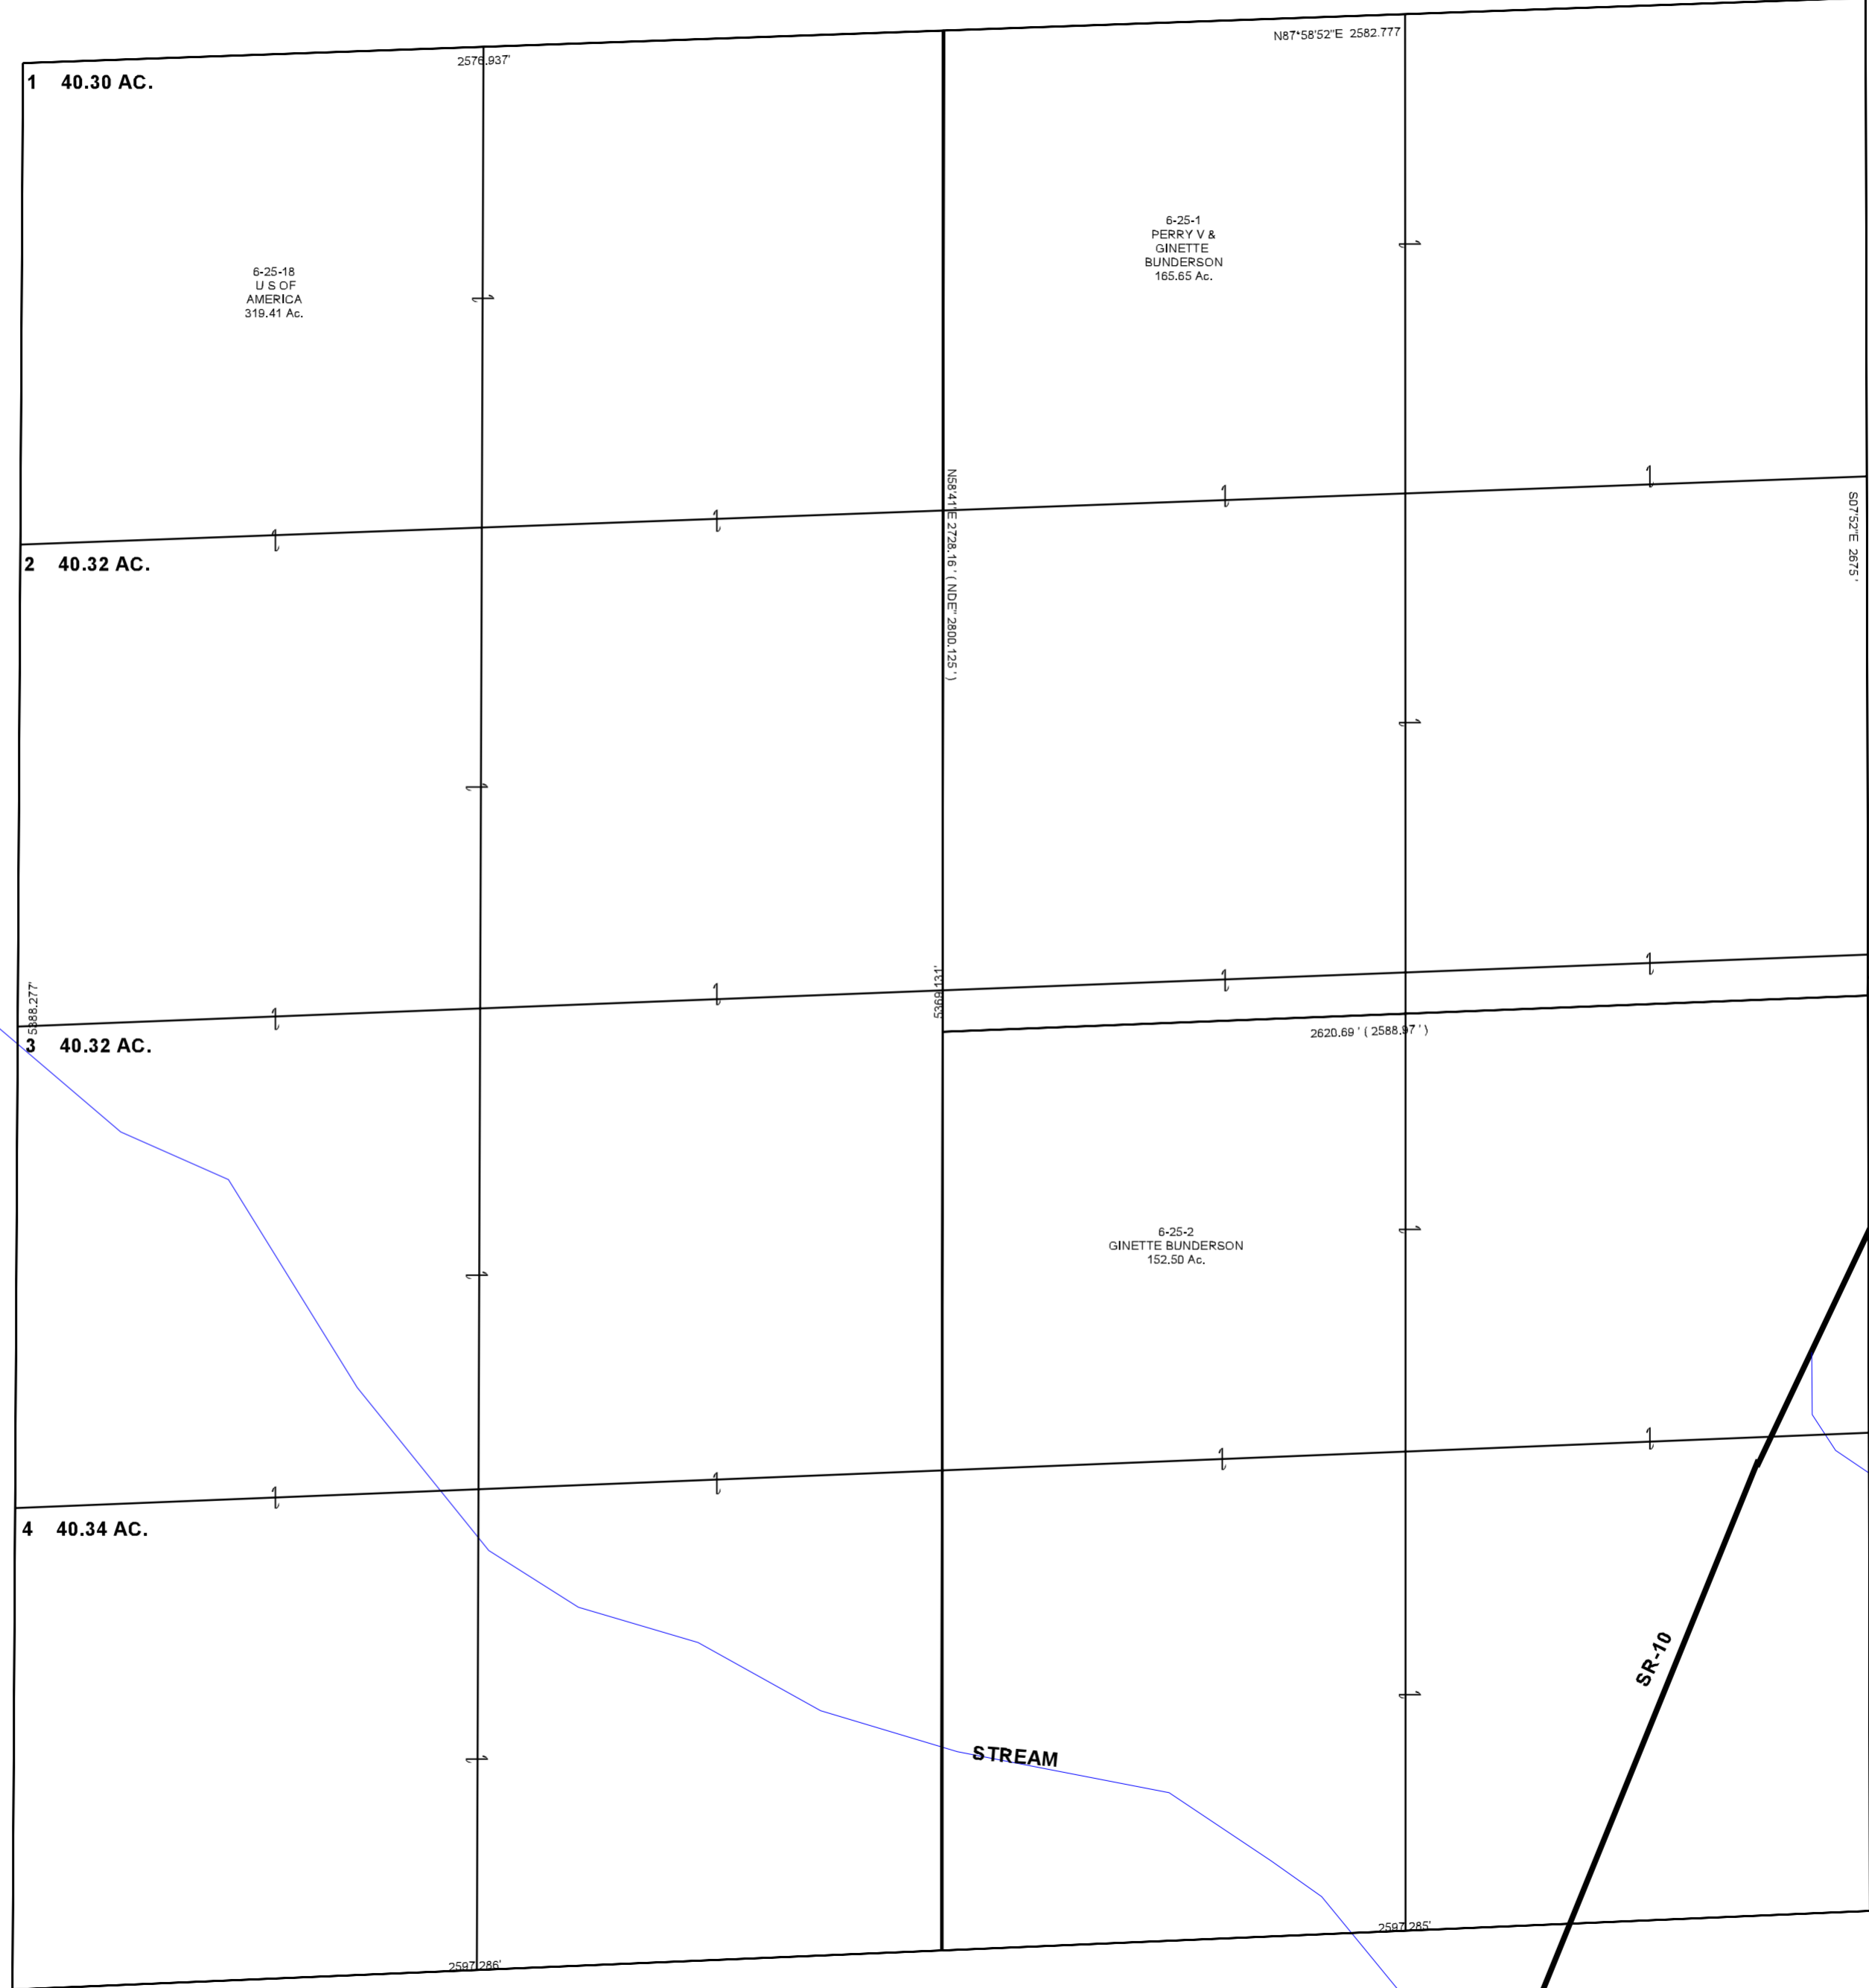 N87°58'52"E 2582.777
2576.937'
1 40.30 AC.
6-25-1
PERRY V &
GINETTE
BUNDERSON
165.65 Ac.
6-25-18
U S OF
AMERICA
319.41 Ac.
N58'41"E 2728.16 ' ( NDE" 2800.125 ' )
S07'52"E 2675 '
2 40.32 AC.
5388.277'
5369.131'
2620.69 ' ( 2588.97 ' )
3 40.32 AC.
6-25-2
GINETTE BUNDERSON
152.50 Ac.
4 40.34 AC.
SR-10
STREAM
2597.285'
2597.286'